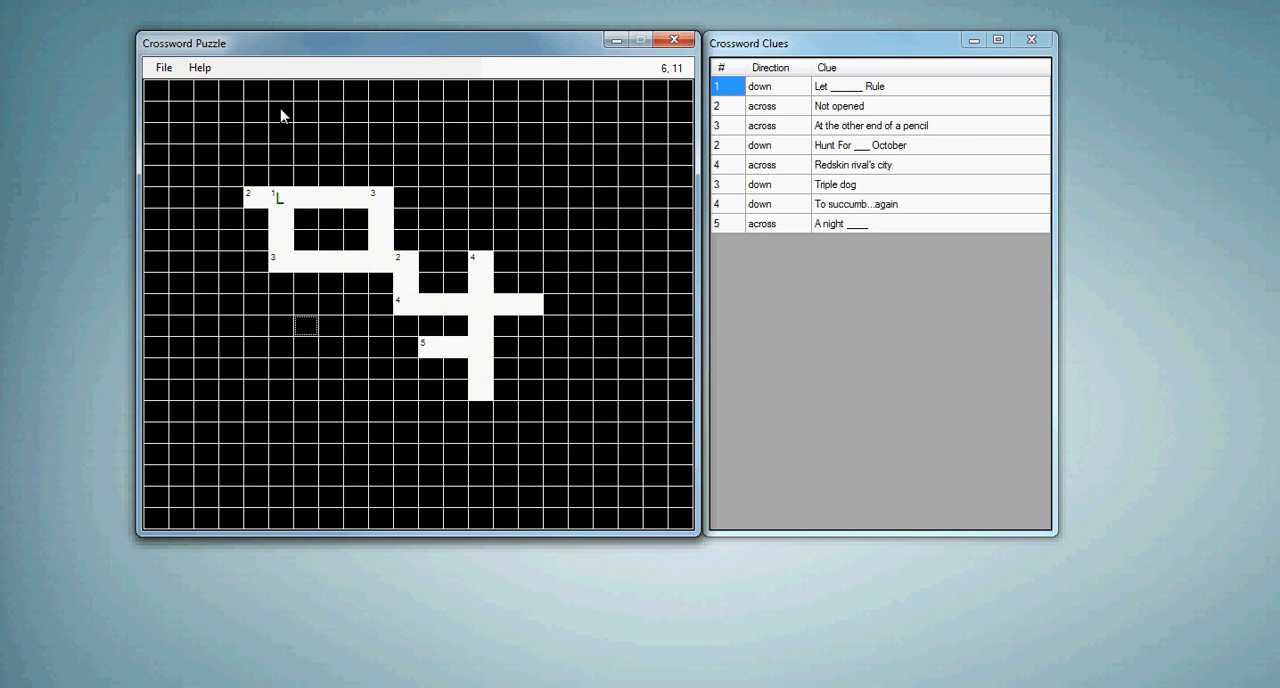 Crossword Puzzle
File Help 6, 11
2 1 L 3
3 2 4
4
5
Crossword Clues
# Direction Clue
1 down Let ______ Rule
2 across Not opened
3 across At the other end of a pencil
2 down Hunt For ___ October
4 across Redskin rival's city
3 down Triple dog
4 down To succumb...again
5 across A night ____